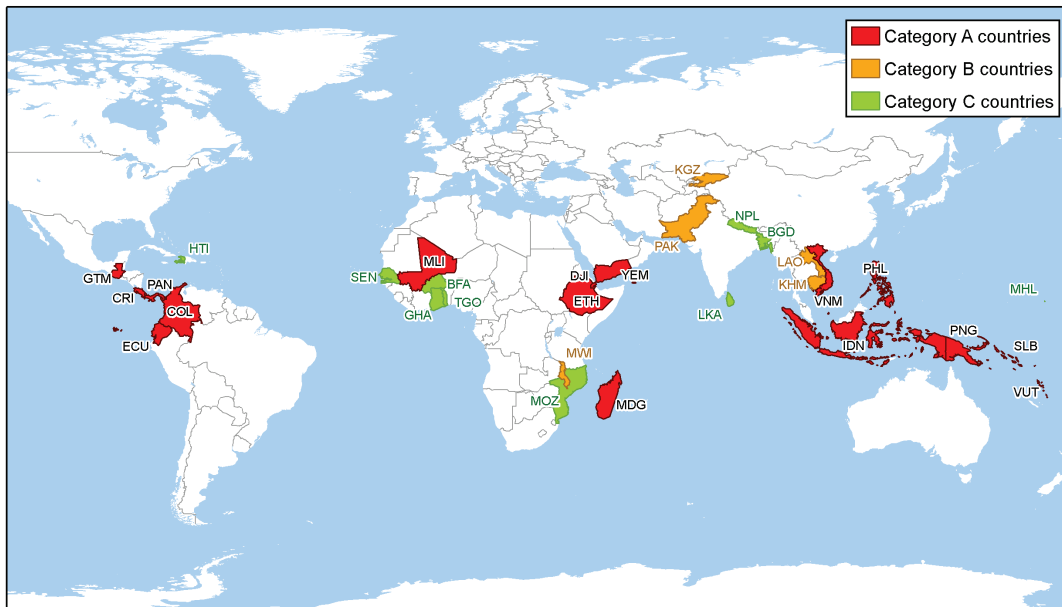 Category A countries
Category B countries
Category C countries
KGZ
NPL
HTI
BGD
PAK
MLI
LAO
PHL
SEN
DJI
YEM
GTM
PAN
BFA
KHM
MHL
CRI
TGO
ETH
VNM
COL
GHA
LKA
PNG
ECU
IDN
SLB
MWI
VUT
MOZ
MDG